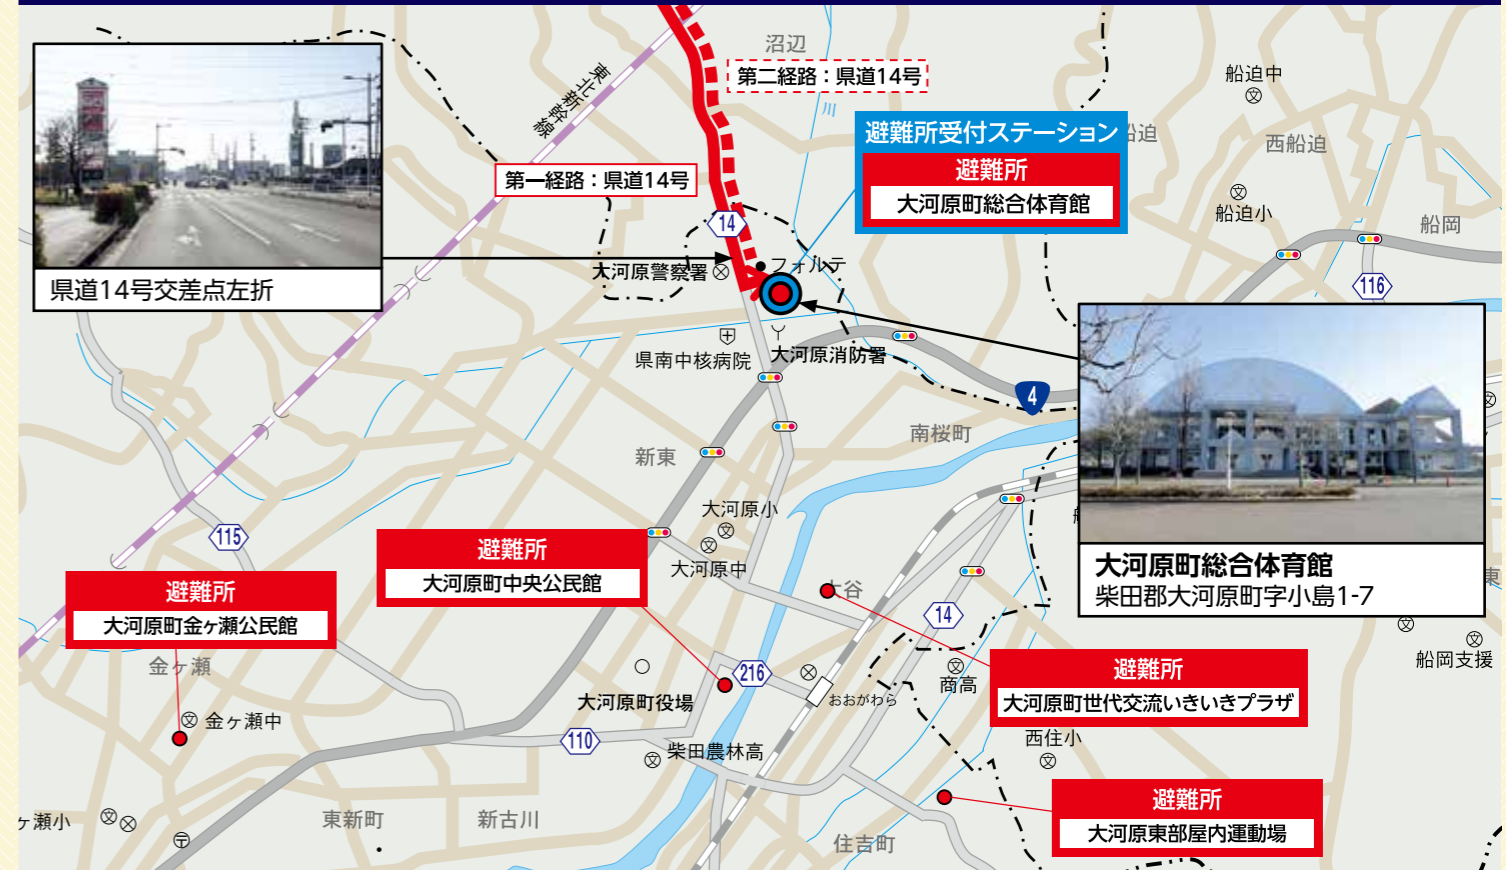 沼辺
第二経路：県道14号
東北新幹線
川
船迫中
避難所受付ステーション
避難所
大河原町総合体育館
船迫
西船迫
第一経路：県道14号
船迫小
船岡
14
大河原警察署
フォルテ
県道14号交差点左折
116
県南中核病院
大河原消防署
4
南桜町
新東
大河原小
大河原中
115
大河原町総合体育館
柴田郡大河原町字小島1-7
東
避難所
大河原町中央公民館
避難所
大河原町金ヶ瀬公民館
大谷
14
金ヶ瀬
216
大河原町役場
おおがわら
商高
船岡支援
避難所
大河原町世代交流いきいきプラザ
金ヶ瀬中
110
柴田農林高
西住小
避難所
大河原東部屋内運動場
ケ瀬小
東新町
新古川
住吉町